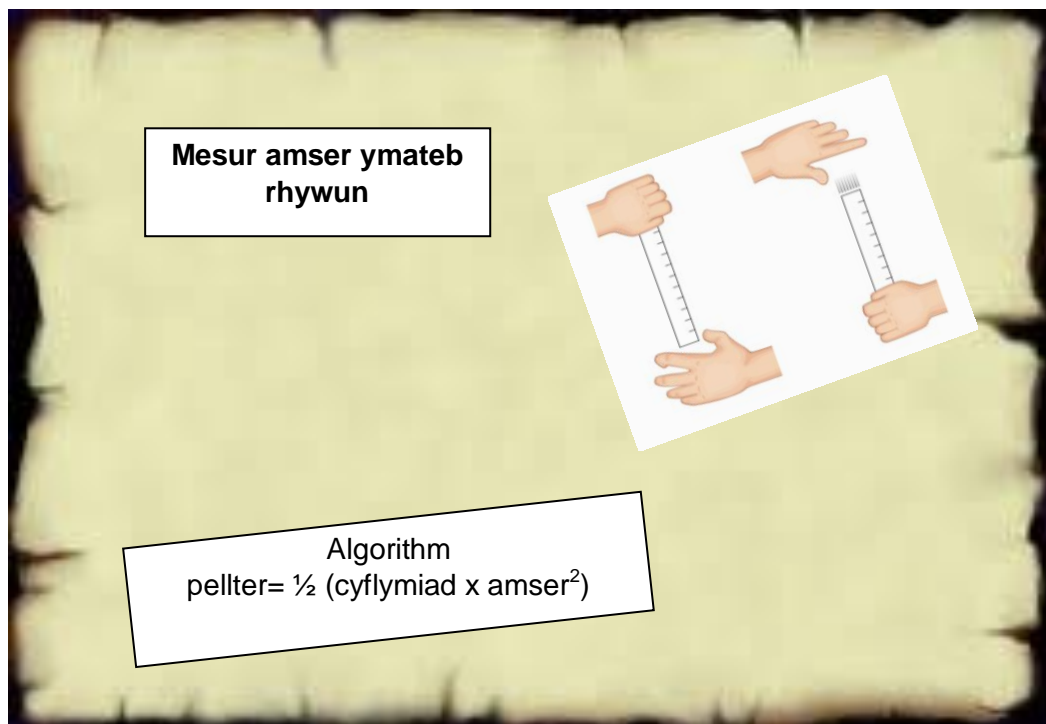 Mesur amser ymateb
rhywun
Algorithm
pellter= ½ (cyflymiad x amser²)